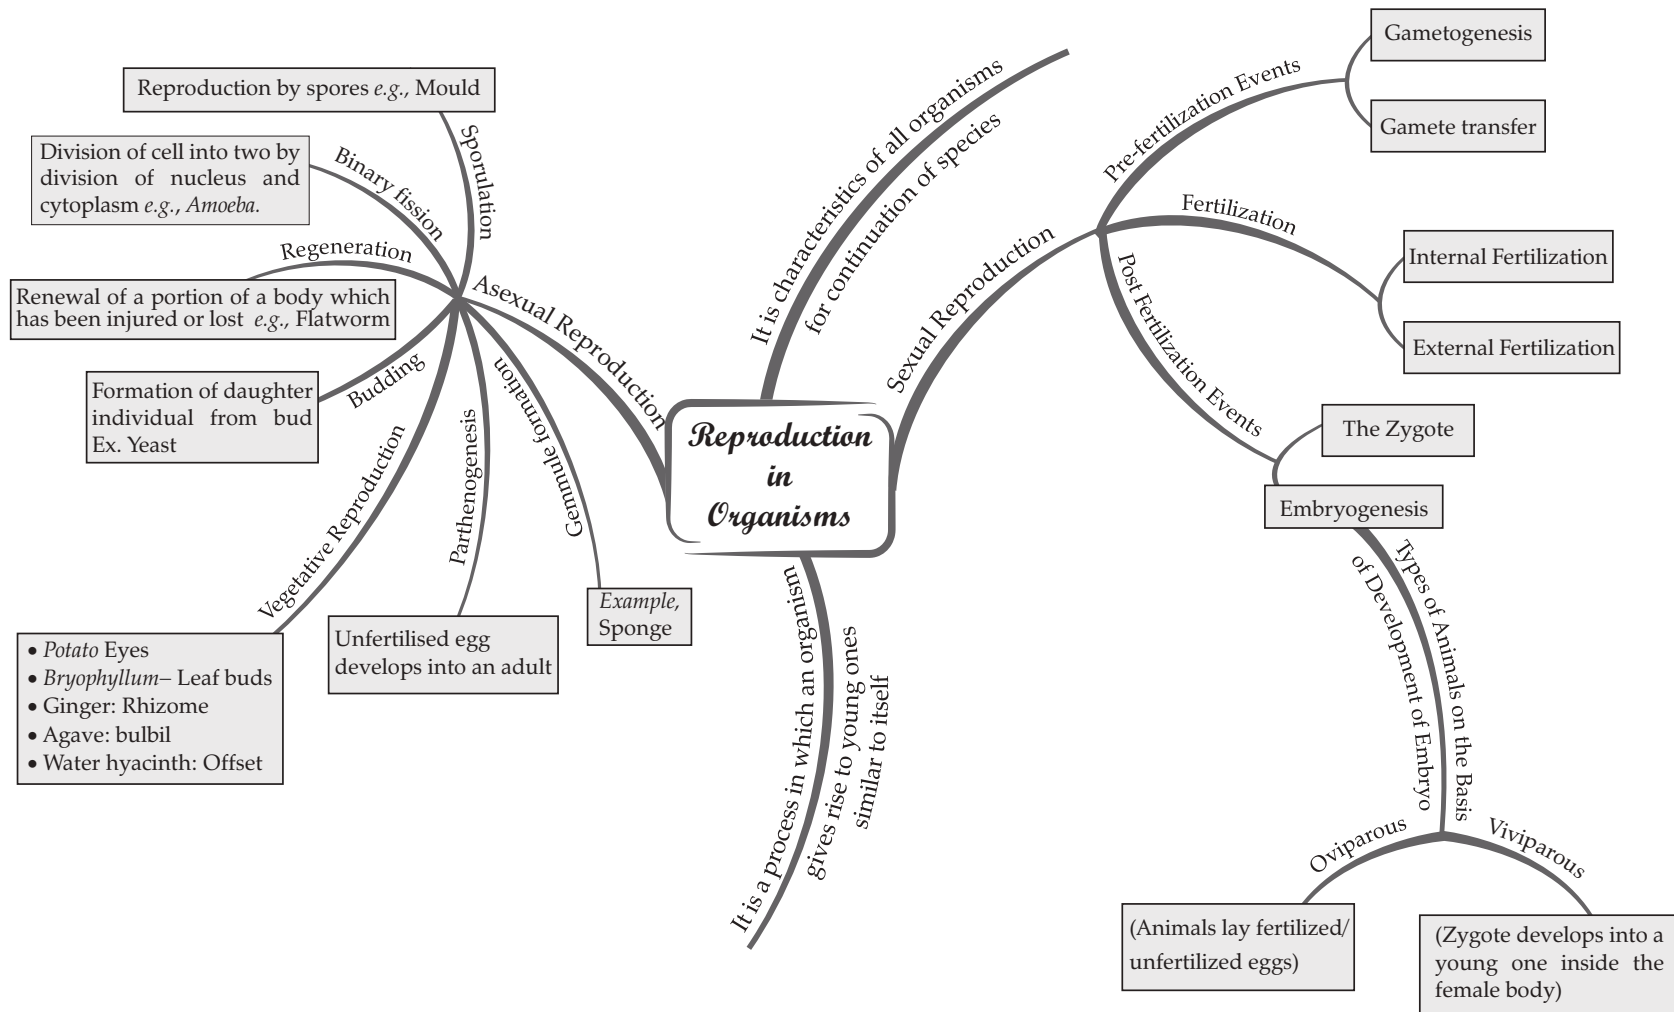 Reproduction
in
Organisms
It is characteristics of all organisms
for continuation of species
It is a process in which an organism
gives rise to young ones
similar to itself
Asexual Reproduction
Sporulation
Reproduction by spores e.g., Mould
Binary fission
Division of cell into two by
division of nucleus and
cytoplasm e.g., Amoeba.
Regeneration
Renewal of a portion of a body which
has been injured or lost e.g., Flatworm
Budding
Formation of daughter
individual from bud
Ex. Yeast
Vegetative Reproduction
• Potato Eyes
• Bryophyllum– Leaf buds
• Ginger: Rhizome
• Agave: bulbil
• Water hyacinth: Offset
Parthenogenesis
Unfertilised egg
develops into an adult
Gemmule formation
Example,
Sponge
Sexual Reproduction
Pre-fertilization Events
Gametogenesis
Gamete transfer
Fertilization
Internal Fertilization
External Fertilization
Post Fertilization Events
The Zygote
Embryogenesis
Types of Animals on the Basis
of Development of Embryo
Oviparous
(Animals lay fertilized/
unfertilized eggs)
Viviparous
(Zygote develops into a
young one inside the
female body)